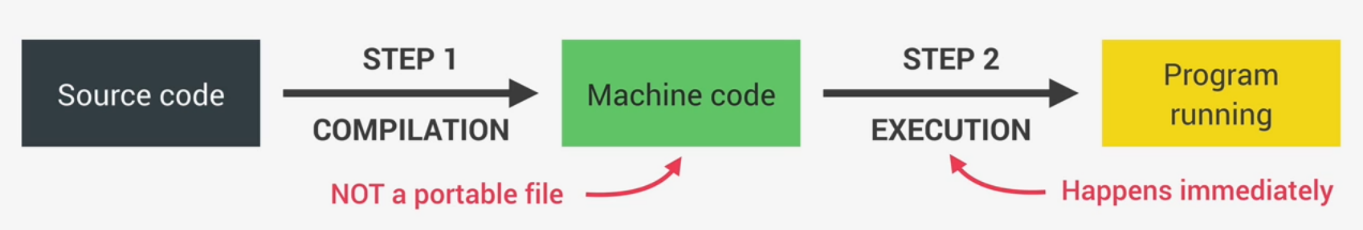 Source code
STEP 1
COMPILATION
NOT a portable file
Machine code
STEP 2
EXECUTION
Happens immediately
Program
running